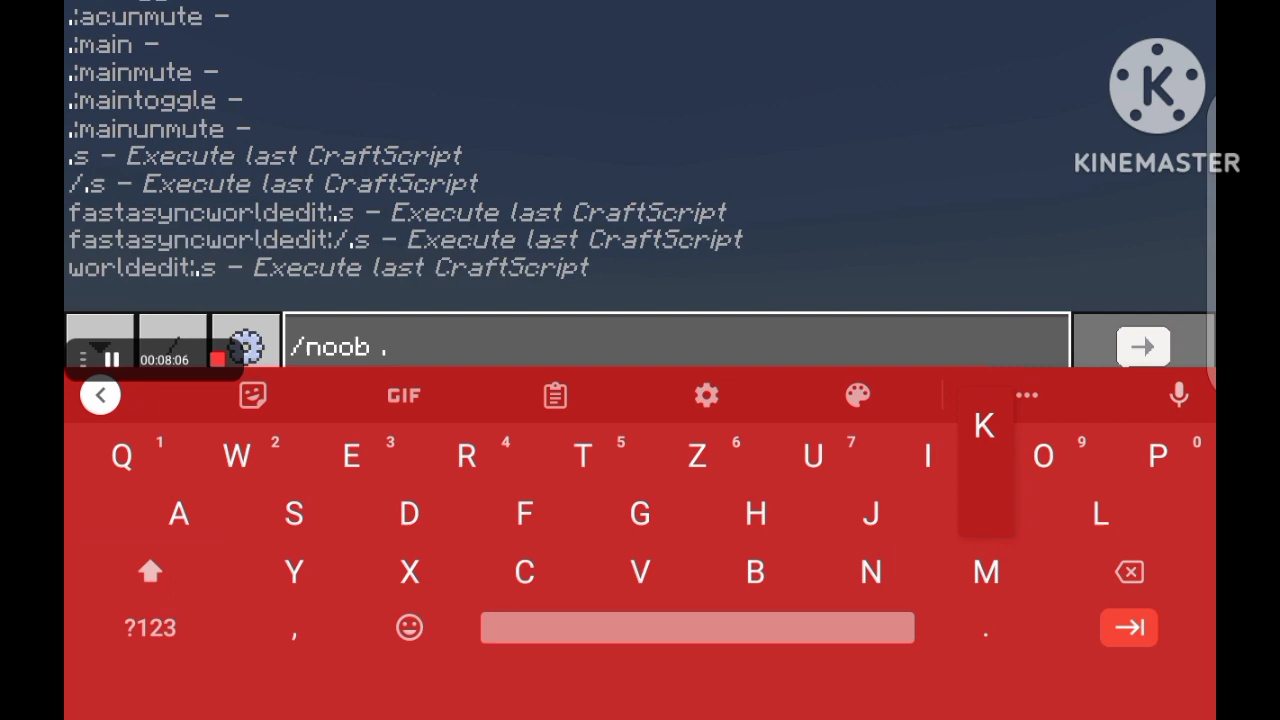 .:acunmute -
.:main -
.:mainmute -
.:maintoggle -
.:mainunmute -
.s - Execute last CraftScript
/.s - Execute last CraftScript
fastasyncworldedit:.s - Execute last CraftScript
fastasyncworldedit:/.s - Execute last CraftScript
worldedit:.s - Execute last CraftScript
K
KINEMASTER
/noob .
00:08:06
GIF
K
Q 1 W 2 E 3 R 4 T 5 Z 6 U 7 I O 9 P 0
A S D F G H J L
Y X C V B N M
?123 , .